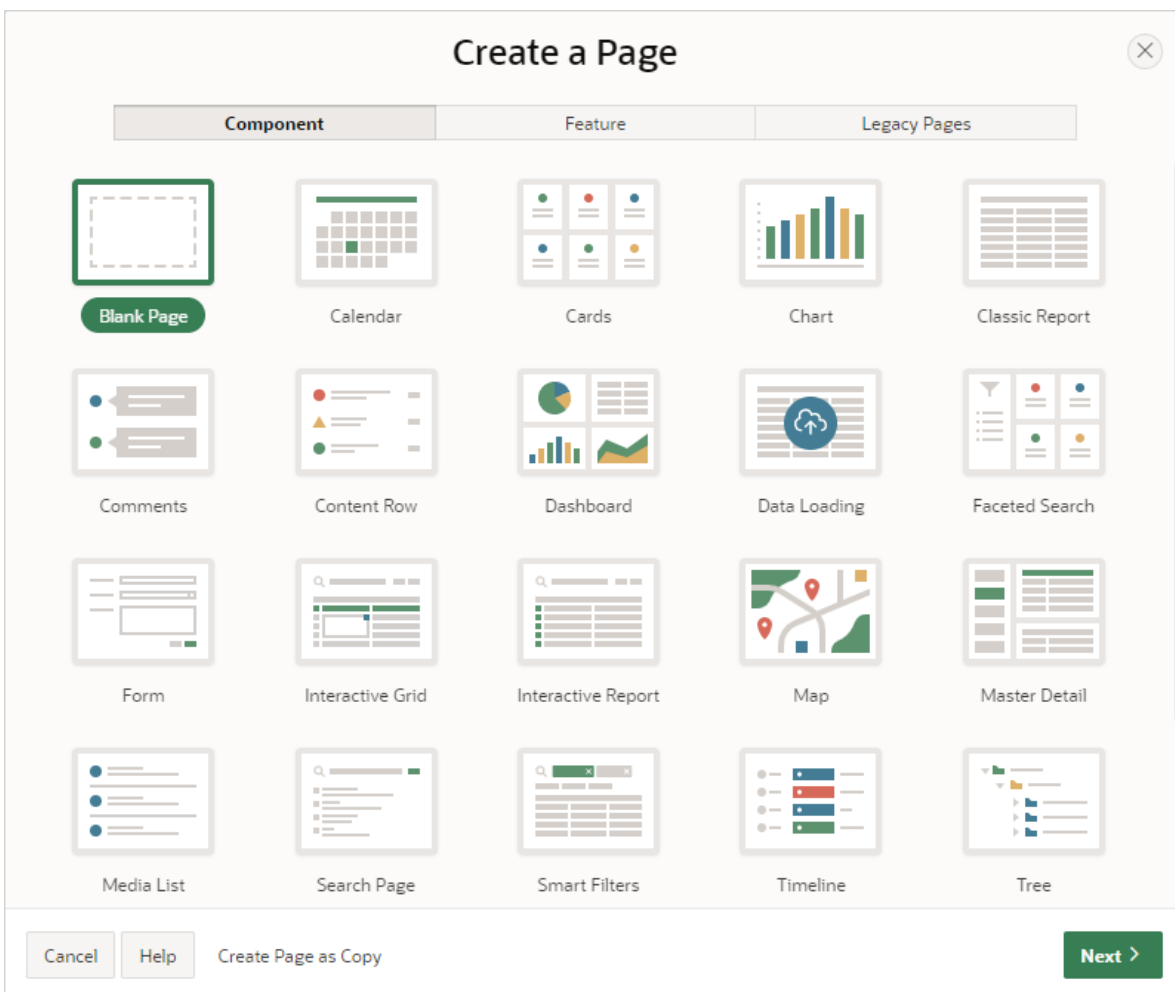 Create a Page
Component Feature Legacy Pages
Blank Page Calendar Cards Chart Classic Report
Comments Content Row Dashboard Data Loading Faceted Search
Form Interactive Grid Interactive Report Map Master Detail
Media List Search Page Smart Filters Timeline Tree
Cancel Help Create Page as Copy Next